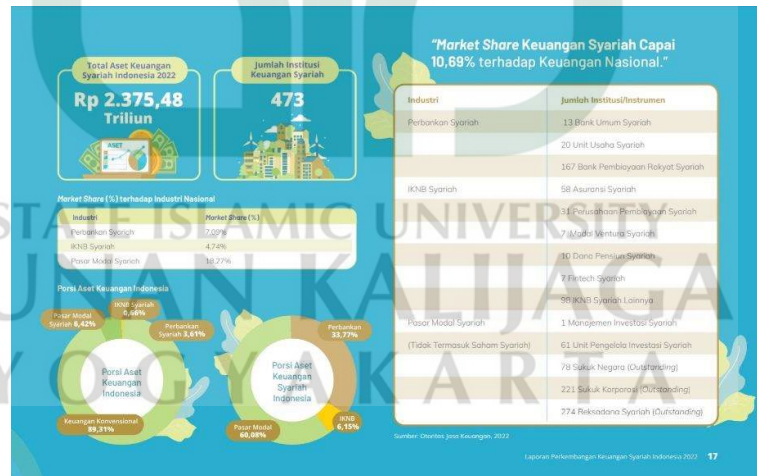 Total Aset Keuangan
Syariah Indonesia 2022
Rp 2.375,48
Triliun
ASET
Jumlah Institusi
Keuangan Syariah
473
Market Share (%) terhadap Industri Nasional
Industri Market Share (%)
Perbankan Syariah 7,09%
IKNB Syariah 4,74%
Pasar Modal Syariah 18,27%
Porsi Aset Keuangan Indonesia
Pasar Modal
Syariah 6,42%
IKNB Syariah
0,66%
Perbankan
Syariah 3,61%
Porsi Aset
Keuangan
Indonesia
Keuangan Konvensional
89,31%
Perbankan
33,77%
Porsi Aset
Keuangan
Syariah
Indonesia
IKNB
6,15%
Pasar Modal
60,08%
"Market Share Keuangan Syariah Capai
10,69% terhadap Keuangan Nasional."
Industri Jumlah Institusi/Instrumen
Perbankan Syariah 13 Bank Umum Syariah
20 Unit Usaha Syariah
167 Bank Pembiayaan Rakyat Syariah
IKNB Syariah 58 Asuransi Syariah
31 Perusahaan Pembiayaan Syariah
7 Modal Ventura Syariah
10 Dana Pensiun Syariah
7 Fintech Syariah
98 IKNB Syariah Lainnya
Pasar Modal Syariah 1 Manajemen Investasi Syariah
(Tidak Termasuk Saham Syariah) 61 Unit Pengelola Investasi Syariah
78 Sukuk Negara (Outstanding)
221 Sukuk Korporasi (Outstanding)
274 Reksadana Syariah (Outstanding)
Sumber: Otoritas Jasa Keuangan, 2022
Laporan Perkembangan Keuangan Syariah Indonesia 2022 17
STATE ISLAMIC UNIVERSITY
SUNAN KALIJAGA
YOGYAKARTA